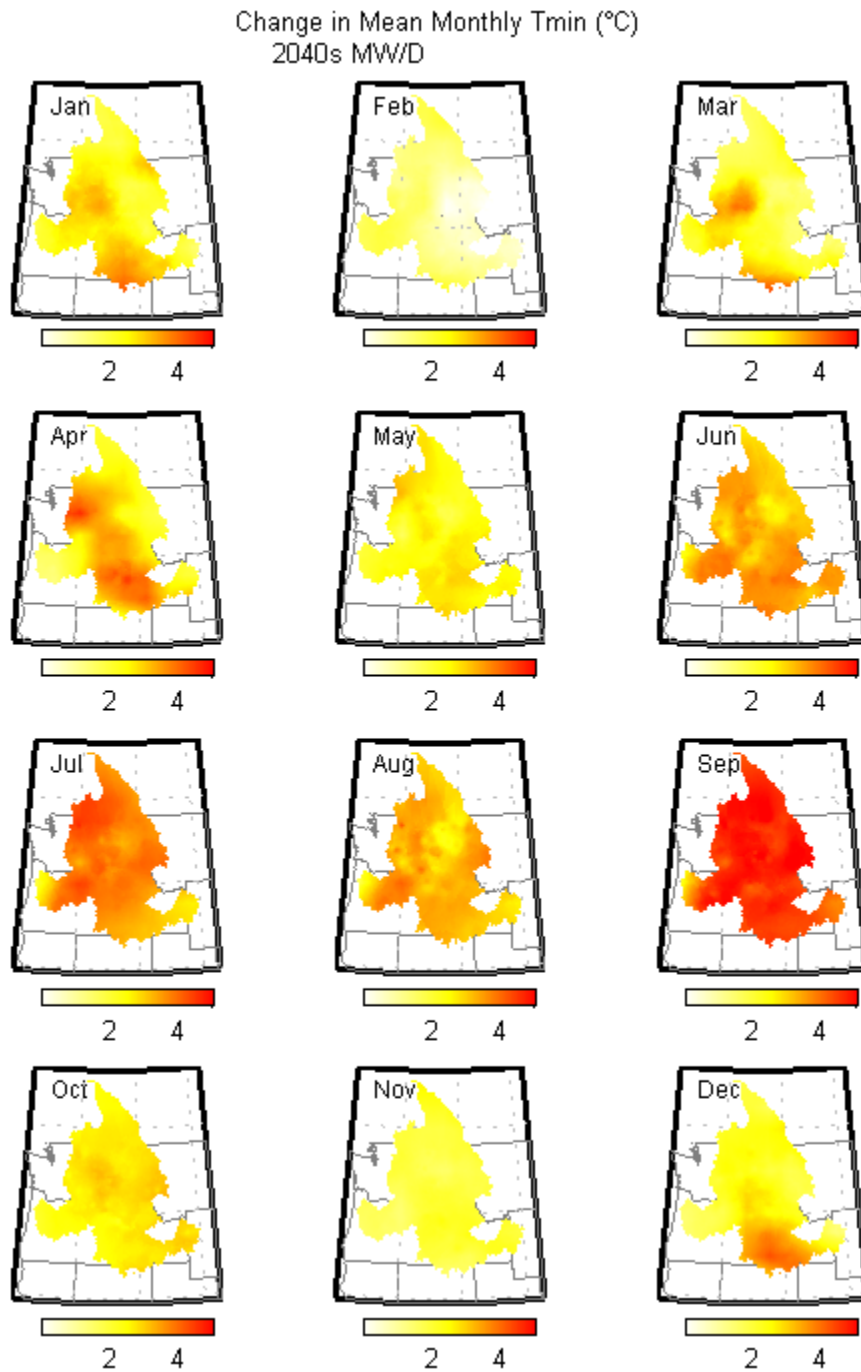 Change in Mean Monthly Tmin (°C)
2040s MW/D
Jan Feb Mar
2 4 2 4 2 4
Apr May Jun
2 4 2 4 2 4
Jul Aug Sep
2 4 2 4 2 4
Oct Nov Dec
2 4 2 4 2 4